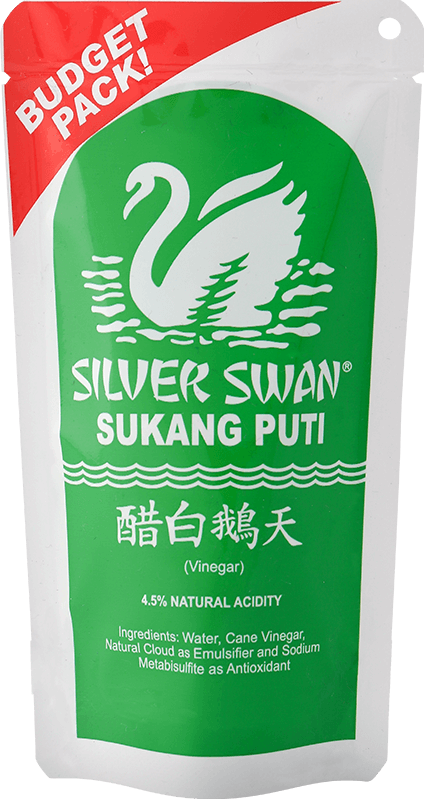 BUDGET
PACK!
SILVER SWAN®
SUKANG PUTI
醋白鵝天
(Vinegar)
4.5% NATURAL ACIDITY
Ingredients: Water, Cane Vinegar,
Natural Cloud as Emulsifier and Sodium
Metabisulfite as Antioxidant